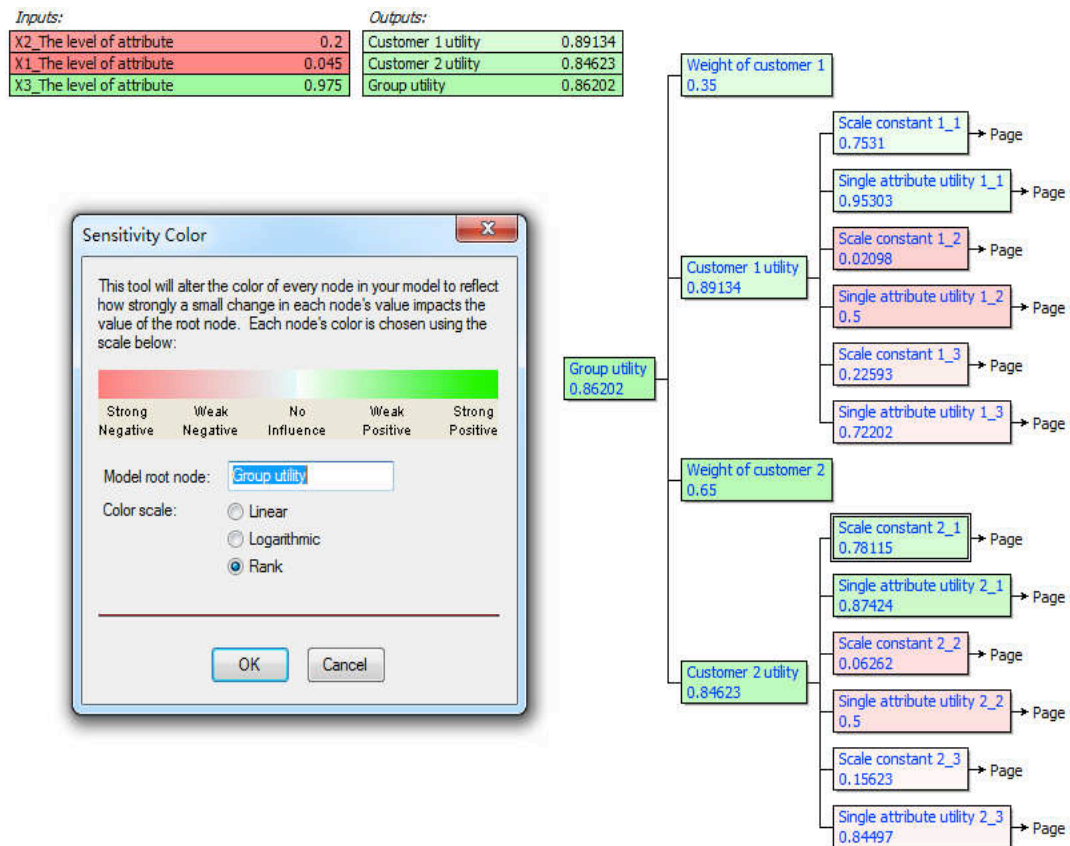 Inputs:
X2_The level of attribute 0.2
X1_The level of attribute 0.045
X3_The level of attribute 0.975
Outputs:
Customer 1 utility 0.89134
Customer 2 utility 0.84623
Group utility 0.86202
Sensitivity Color
This tool will alter the color of every node in your model to reflect
how strongly a small change in each node's value impacts the
value of the root node. Each node's color is chosen using the
scale below:
Strong Negative
Weak Negative
No Influence
Weak Positive
Strong Positive
Model root node: Group utility
Color scale:
Linear
Logarithmic
Rank
OK
Cancel
Group utility
0.86202
Weight of customer 1
0.35
Customer 1 utility
0.89134
Scale constant 1_1
0.7531
Page
Single attribute utility 1_1
0.95303
Page
Scale constant 1_2
0.02098
Page
Single attribute utility 1_2
0.5
Page
Scale constant 1_3
0.22593
Page
Single attribute utility 1_3
0.72202
Page
Weight of customer 2
0.65
Customer 2 utility
0.84623
Scale constant 2_1
0.78115
Page
Single attribute utility 2_1
0.87424
Page
Scale constant 2_2
0.06262
Page
Single attribute utility 2_2
0.5
Page
Scale constant 2_3
0.15623
Page
Single attribute utility 2_3
0.84497
Page